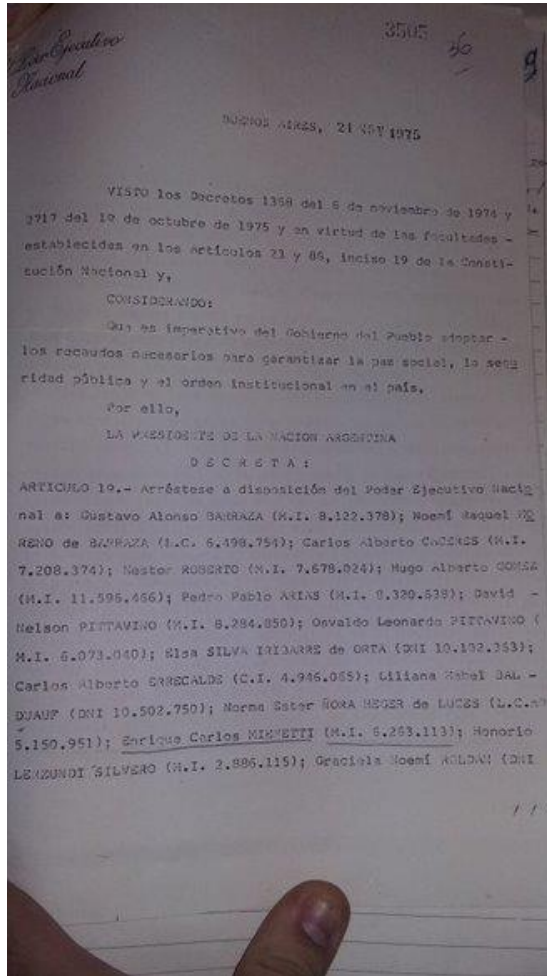 Poder Ejecutivo
Nacional
3505
BUENOS AIRES, 21 NOV 1975
VISTO los Decretos 1368 del 6 de noviembre de 1974 y
2717 del 1º de octubre de 1975 y en virtud de las facultades -
establecidas en los Artículos 23 y 86, inciso 19 de la Consti-
tución Nacional y,
CONSIDERANDO:
Que es imperativo del Gobierno del Pueblo adoptar -
los recaudos necesarios para garantizar la paz social, la segu
ridad pública y el orden institucional en el país.
Por ello,
LA PRESIDENTE DE LA NACION ARGENTINA
D E C R E T A :
ARTICULO 1º.- Arréstese a disposición del Poder Ejecutivo Nacio
nal a: Gustavo Alonso BARRAZA (M.I. 8.122.378); Noemí Raquel MO
RENO de BARRAZA (L.C. 6.498.754); Carlos Alberto CACERES (M.I.
7.208.374); Nestor ROBERTO (M.I. 7.678.024); Hugo Alberto GOMEZ
(M.I. 11.596.466); Pedro Pablo ARIAS (M.I. 8.320.638); David -
Nelson PITTAVINO (M.I. 8.284.850); Osvaldo Leonardo PITTAVINO (
M.I. 6.073.040); Elsa SILVA IRIBARRE de ORTA (DNI 10.102.353);
Carlos Alberto ERRECALDE (C.I. 4.946.065); Liliana Mabel BAL -
DUAUF (DNI 10.502.750); Norma Ester ÑORA HEGER de LUCES (L.C.
5.150.951); Enrique Carlos MIENETTI (M.I. 6.263.113); Honorio
LERZUNDI SILVERO (M.I. 2.886.115); Graciela Noemí ROLDAN (DNI
//